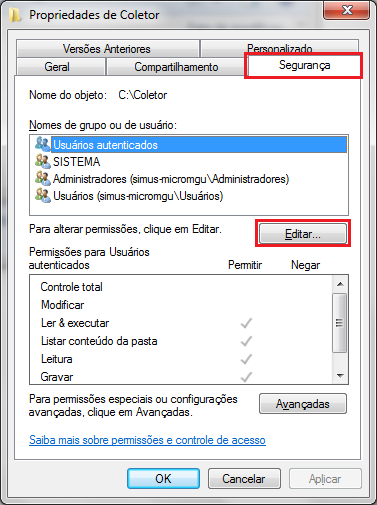 Propriedades de Coletor
Versões Anteriores
Personalizado
Geral
Compartilhamento
Segurança
Nome do objeto: C:\Coletor
Nomes de grupo ou de usuário:
Usuários autenticados
SISTEMA
Administradores (simus-micromgu\Administradores)
Usuários (simus-micromgu\Usuários)
Para alterar permissões, clique em Editar.
Editar...
Permissões para Usuários
autenticados
Permitir
Negar
Controle total
Modificar
Ler & executar
Listar conteúdo da pasta
Leitura
Gravar
Para permissões especiais ou configurações
avançadas, clique em Avançadas.
Avançadas
Saiba mais sobre permissões e controle de acesso
OK
Cancelar
Aplicar